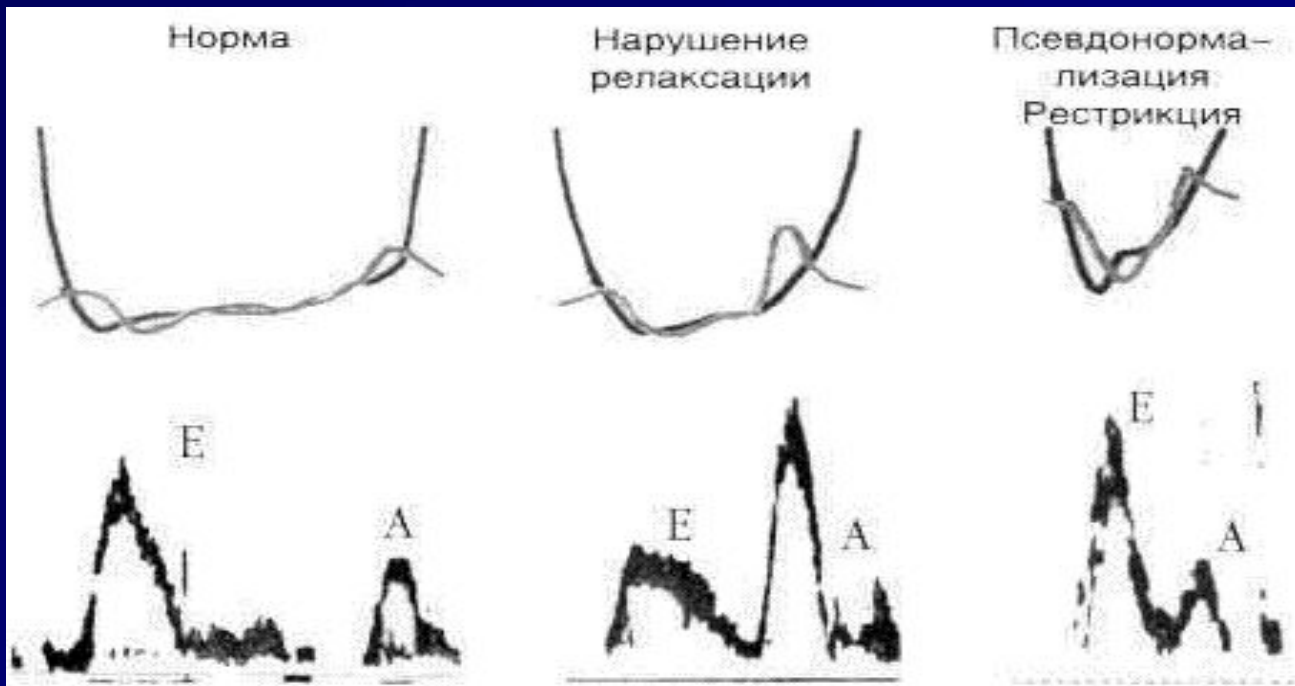 Норма
Нарушение
релаксации
Псевдонорма-
лизация
Рестрикция
E
A
E
A
E
A